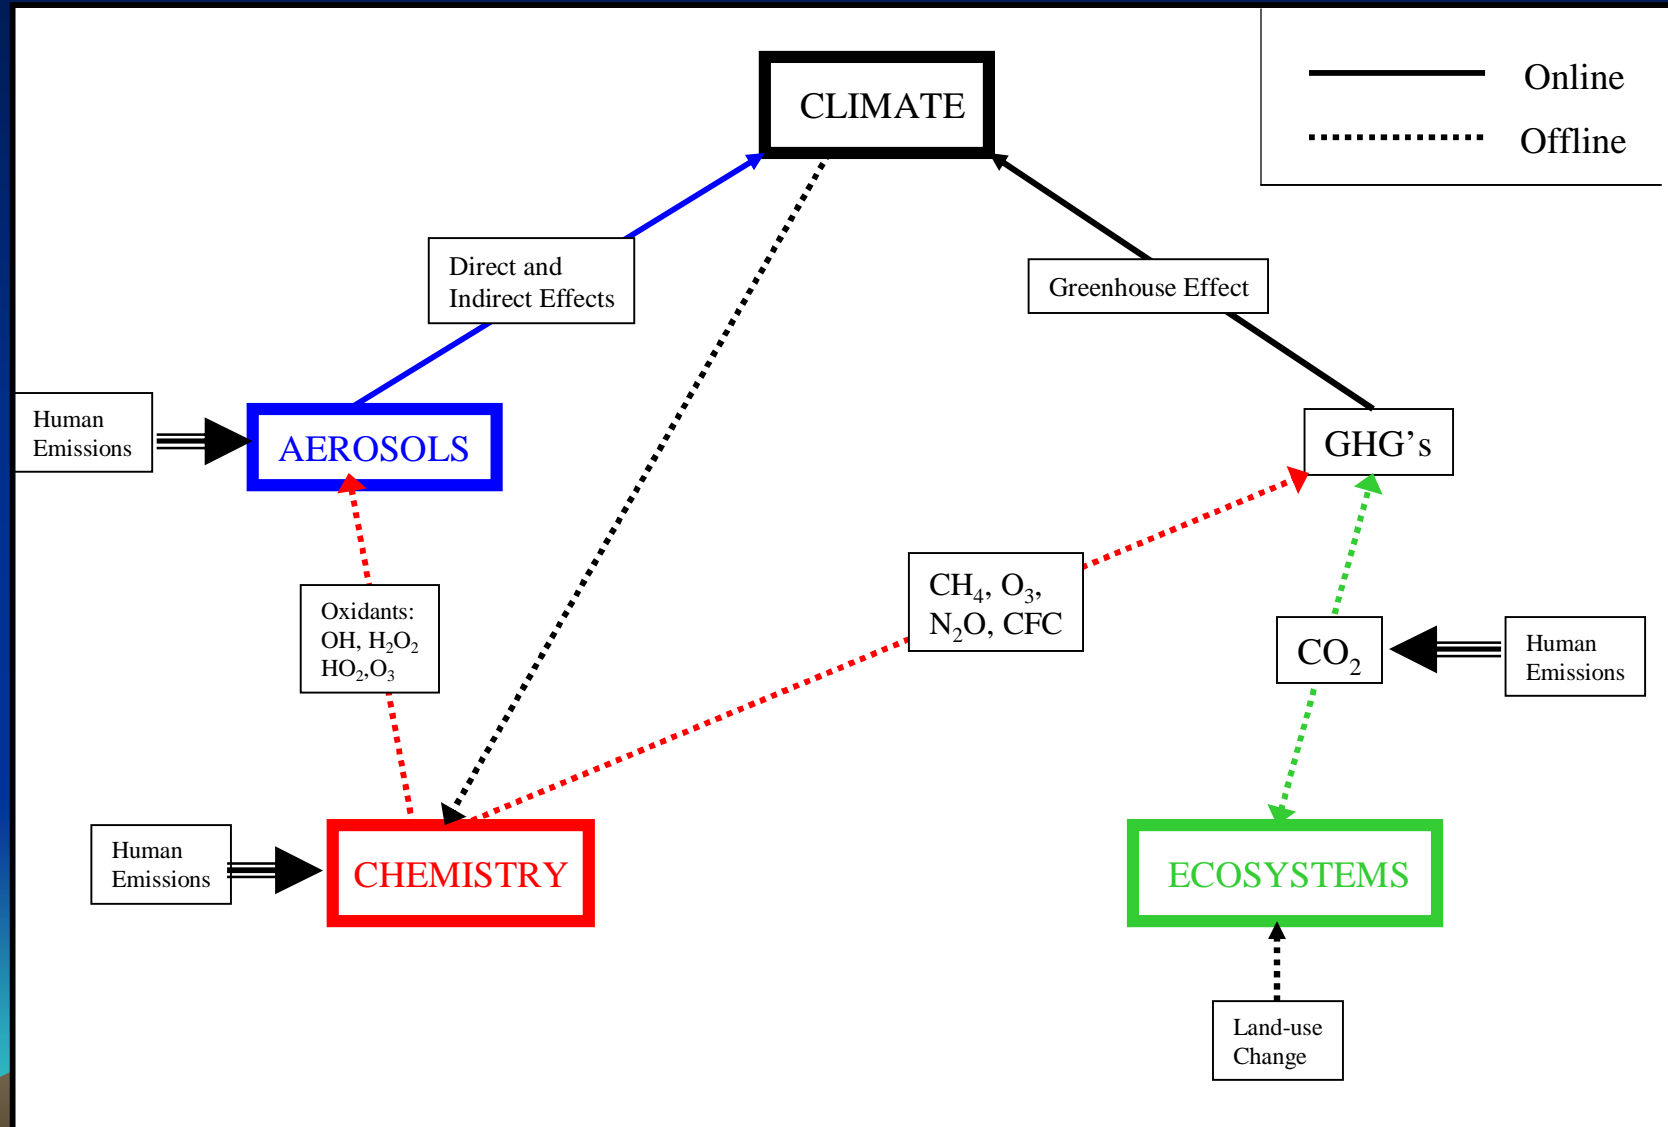 CLIMATE
Online
Offline
Direct and
Indirect Effects
Greenhouse Effect
Human
Emissions
AEROSOLS
GHG’s
Oxidants:
OH, H₂O₂
HO₂,O₃
CH₄, O₃,
N₂O, CFC
CO₂
Human
Emissions
Human
Emissions
CHEMISTRY
ECOSYSTEMS
Land-use
Change